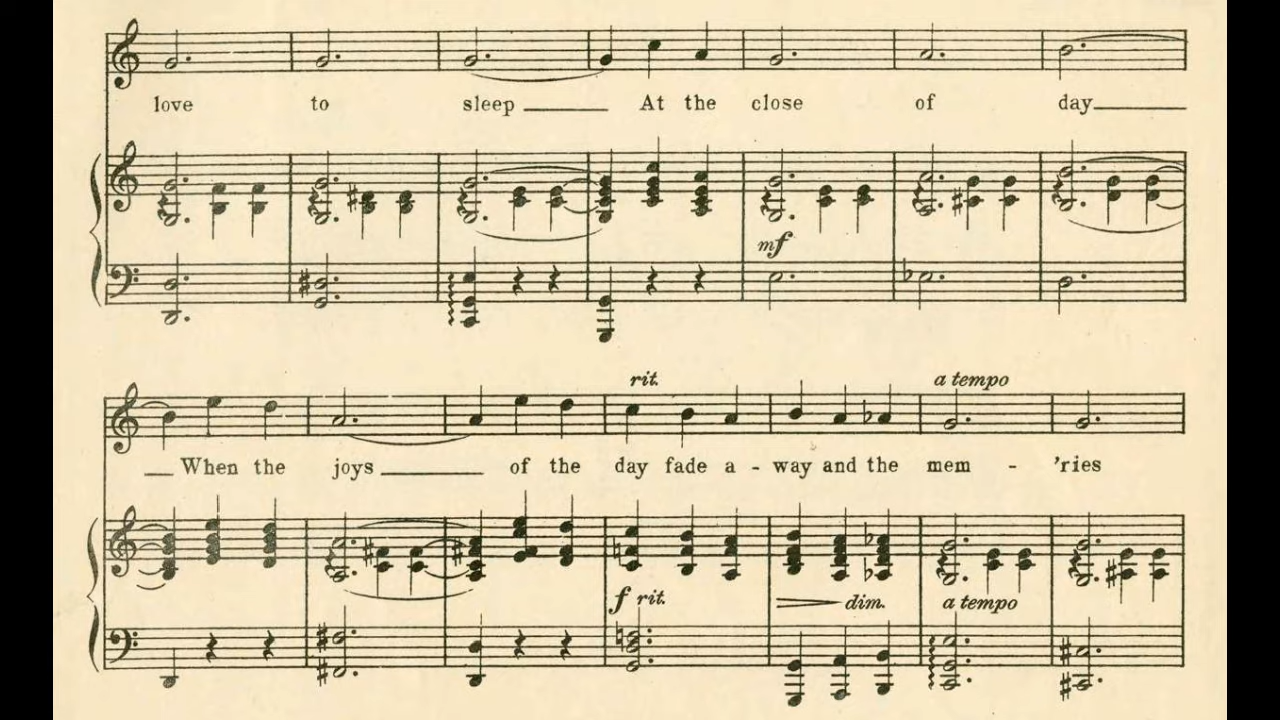 love to sleep At the close of day
mf
rit. a tempo
When the joys of the day fade a - way and the mem - 'ries
f rit. dim. a tempo